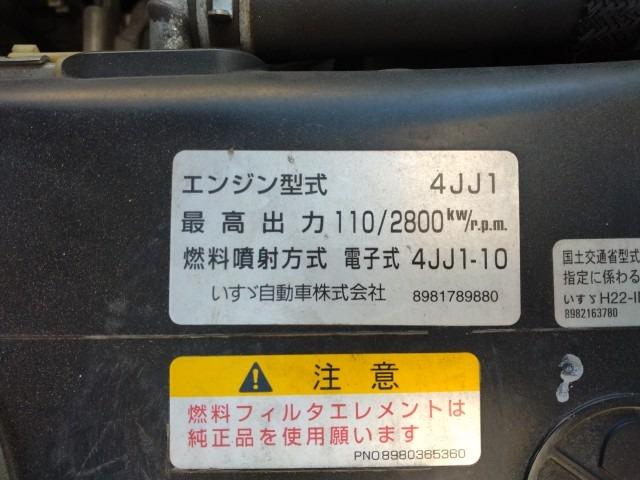 エンジン型式 4JJ1
最高出力 110/2800kw/r.p.m.
燃料噴射方式 電子式 4JJ1-10
いすゞ自動車株式会社 8981789880
国土交通省型式
指定に係わる
いすゞH22-
8982163780
注意
燃料フィルタエレメントは
純正品を使用願います
PNO8980365360